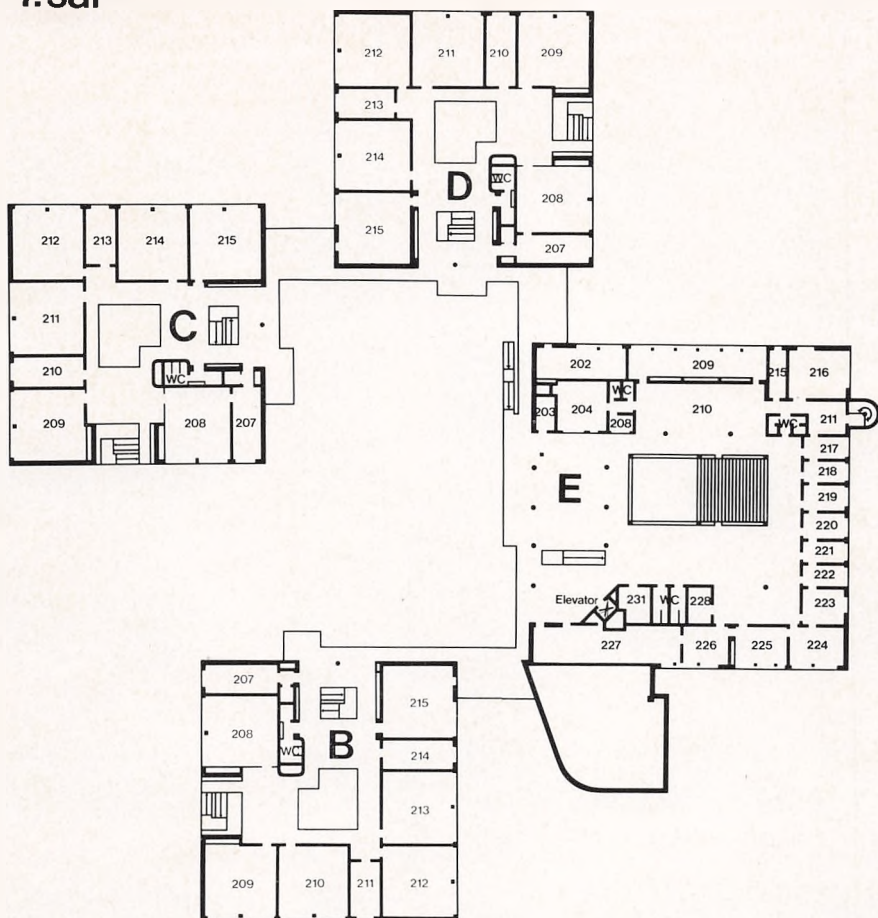 1. sal
212 211 210 209
213
214
WC
D
208
215
207
212 213 214 215
211
C
210
WC
209
208 207
202 209 215 216
203 204 WC
208
210
WC 211
217
218
E
219
220
221
222
Elevator 231 WC 228 223
227 226 225 224
207
215
208
WC
B
214
213
209 210 211 212